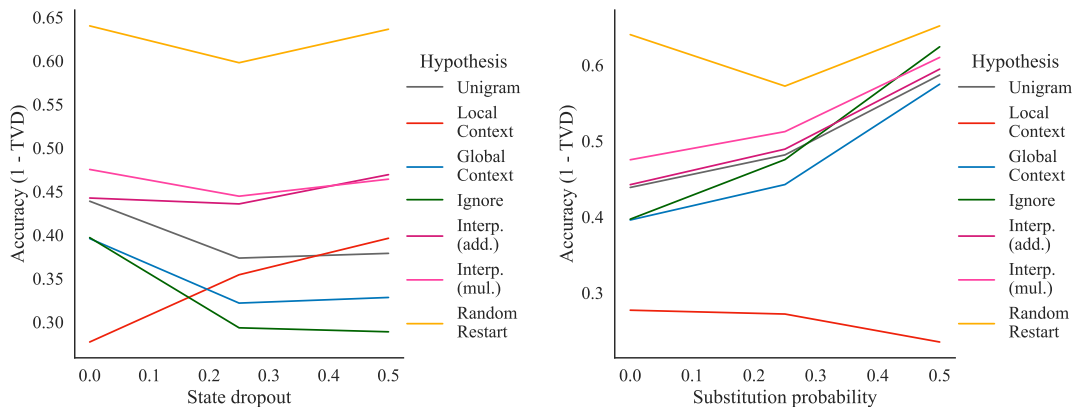 0.65
0.60
0.55
0.50
0.45
0.40
0.35
0.30
Accuracy (1 - TVD)
0.0 0.1 0.2 0.3 0.4 0.5
State dropout
Hypothesis
Unigram
Local
Context
Global
Context
Ignore
Interp.
(add.)
Interp.
(mul.)
Random
Restart
0.6
0.5
0.4
0.3
Accuracy (1 - TVD)
0.0 0.1 0.2 0.3 0.4 0.5
Substitution probability
Hypothesis
Unigram
Local
Context
Global
Context
Ignore
Interp.
(add.)
Interp.
(mul.)
Random
Restart